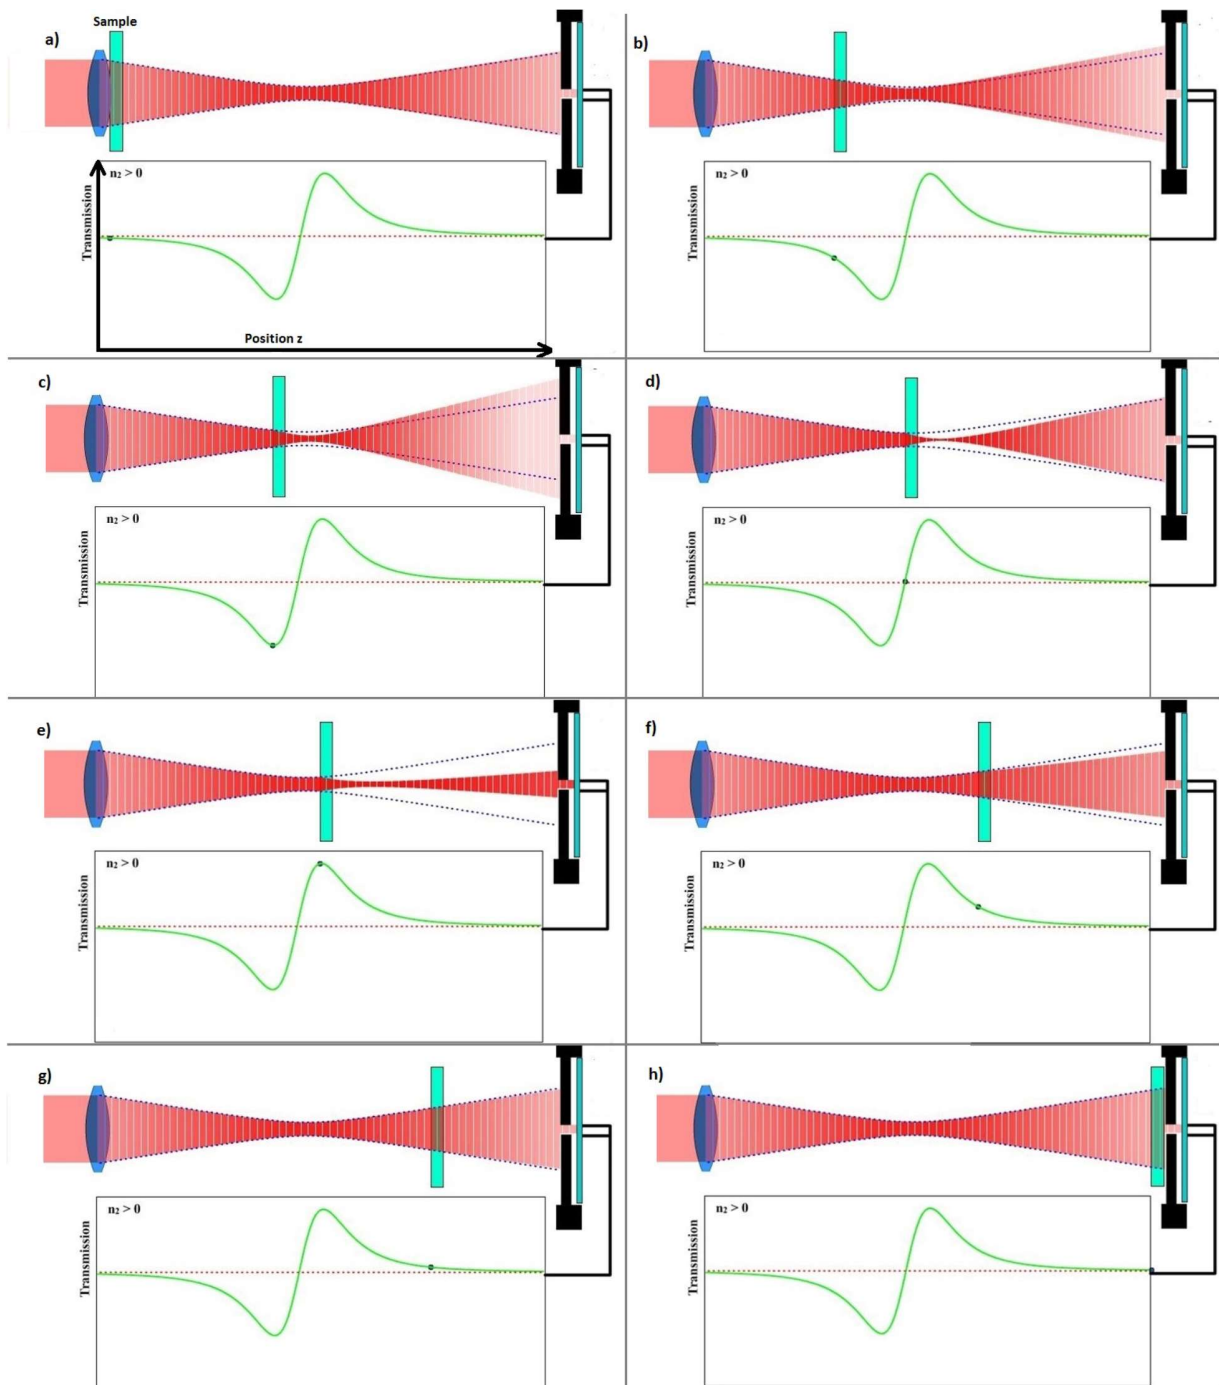 Sample
a)
n₂ > 0
Transmission
Position z
b)
n₂ > 0
Transmission
c)
n₂ > 0
Transmission
d)
n₂ > 0
Transmission
e)
n₂ > 0
Transmission
f)
n₂ > 0
Transmission
g)
n₂ > 0
Transmission
h)
n₂ > 0
Transmission